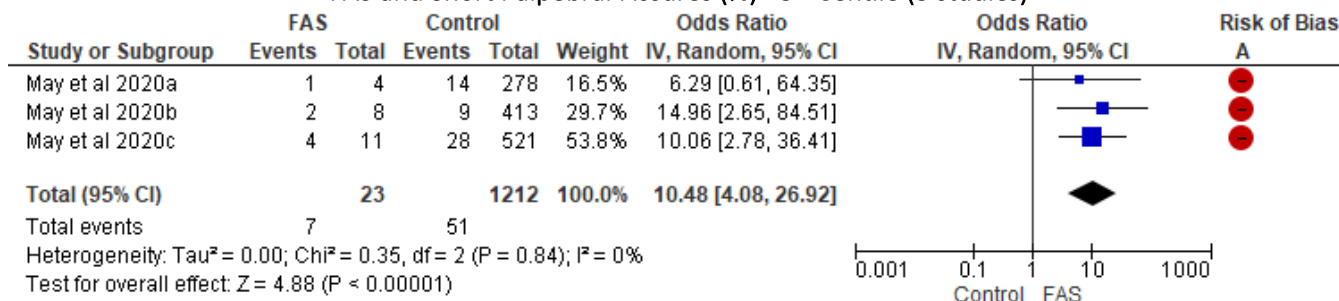 FAS Control Odds Ratio Odds Ratio Risk of Bias
Study or Subgroup Events Total Events Total Weight IV, Random, 95% CI IV, Random, 95% CI A
May et al 2020a 1 4 14 278 16.5% 6.29 [0.61, 64.35]
May et al 2020b 2 8 9 413 29.7% 14.96 [2.65, 84.51]
May et al 2020c 4 11 28 521 53.8% 10.06 [2.78, 36.41]
Total (95% CI) 23 1212 100.0% 10.48 [4.08, 26.92]
Total events 7 51
Heterogeneity: Tau² = 0.00; Chi² = 0.35, df = 2 (P = 0.84); I² = 0%
Test for overall effect: Z = 4.88 (P < 0.00001)
0.001 0.1 1 10 1000
Control FAS